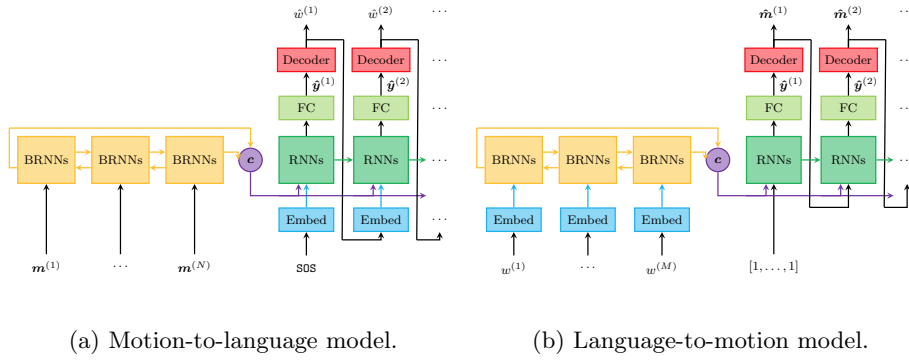 ŵ^(1) ŵ^(2) ...
Decoder Decoder ...
ŷ^(1) ŷ^(2)
FC FC ...
BRNNs BRNNs BRNNs c RNNs RNNs ...
Embed Embed ...
m^(1) ... m^(N) SOS
(a) Motion-to-language model.
m̂^(1) m̂^(2) ...
Decoder Decoder ...
ŷ^(1) ŷ^(2)
FC FC ...
BRNNs BRNNs BRNNs c RNNs RNNs ...
Embed Embed Embed
w^(1) ... w^(M) [1, ..., 1]
(b) Language-to-motion model.